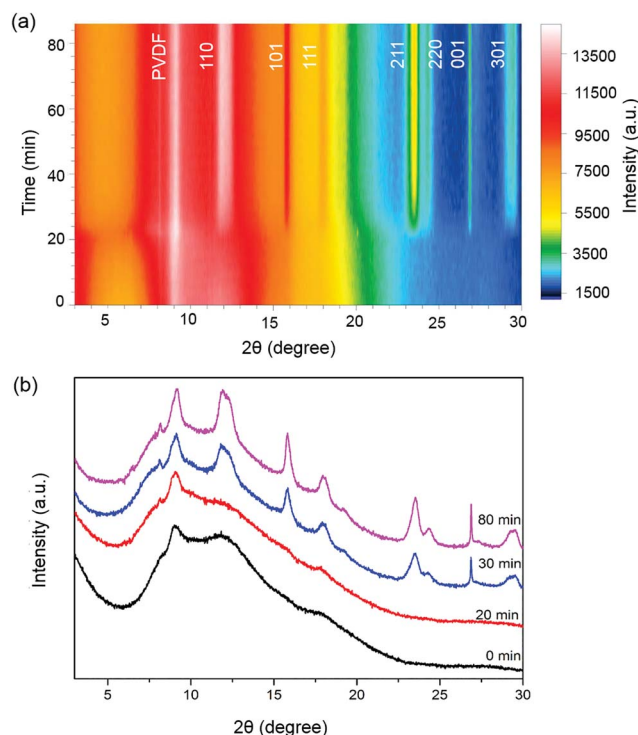 (a)
80
60
40
20
0
Time (min)
PVDF
110
101
111
211
220
001
301
5
10
15
20
25
30
2θ (degree)
13500
11500
9500
7500
5500
3500
1500
Intensity (a.u.)
(b)
Intensity (a.u.)
80 min
30 min
20 min
0 min
5
10
15
20
25
30
2θ (degree)